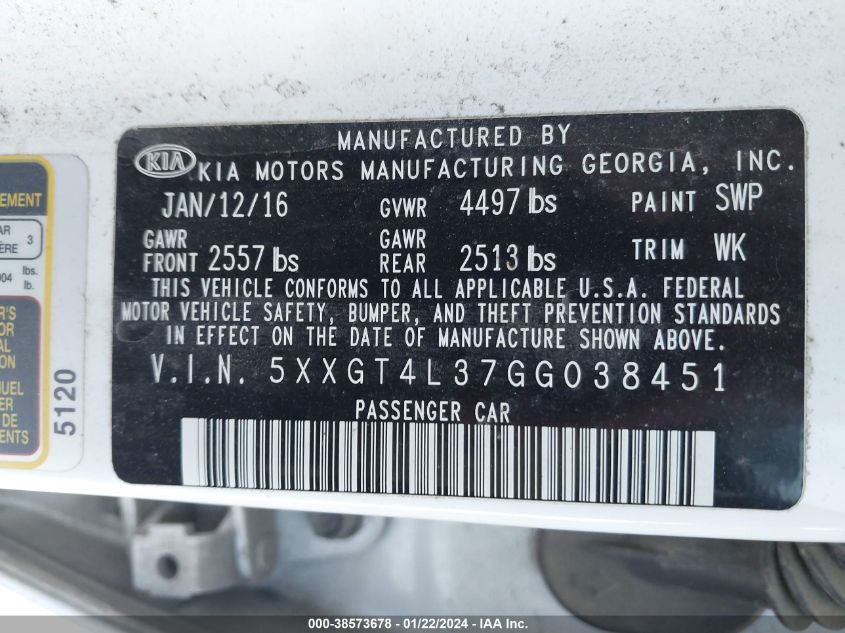 MANUFACTURED BY
KIA KIA MOTORS MANUFACTURING GEORGIA, INC.
JAN/12/16 GVWR 4497 lbs PAINT SWP
GAWR FRONT 2557 lbs GAWR REAR 2513 lbs TRIM WK
THIS VEHICLE CONFORMS TO ALL APPLICABLE U.S.A. FEDERAL
MOTOR VEHICLE SAFETY, BUMPER, AND THEFT PREVENTION STANDARDS
IN EFFECT ON THE DATE OF MANUFACTURE SHOWN ABOVE.
V.I.N. 5XXGT4L37GG038451
PASSENGER CAR
5120
3
lbs.
lb.
DE
000-38573678 - 01/22/2024 - IAA Inc.